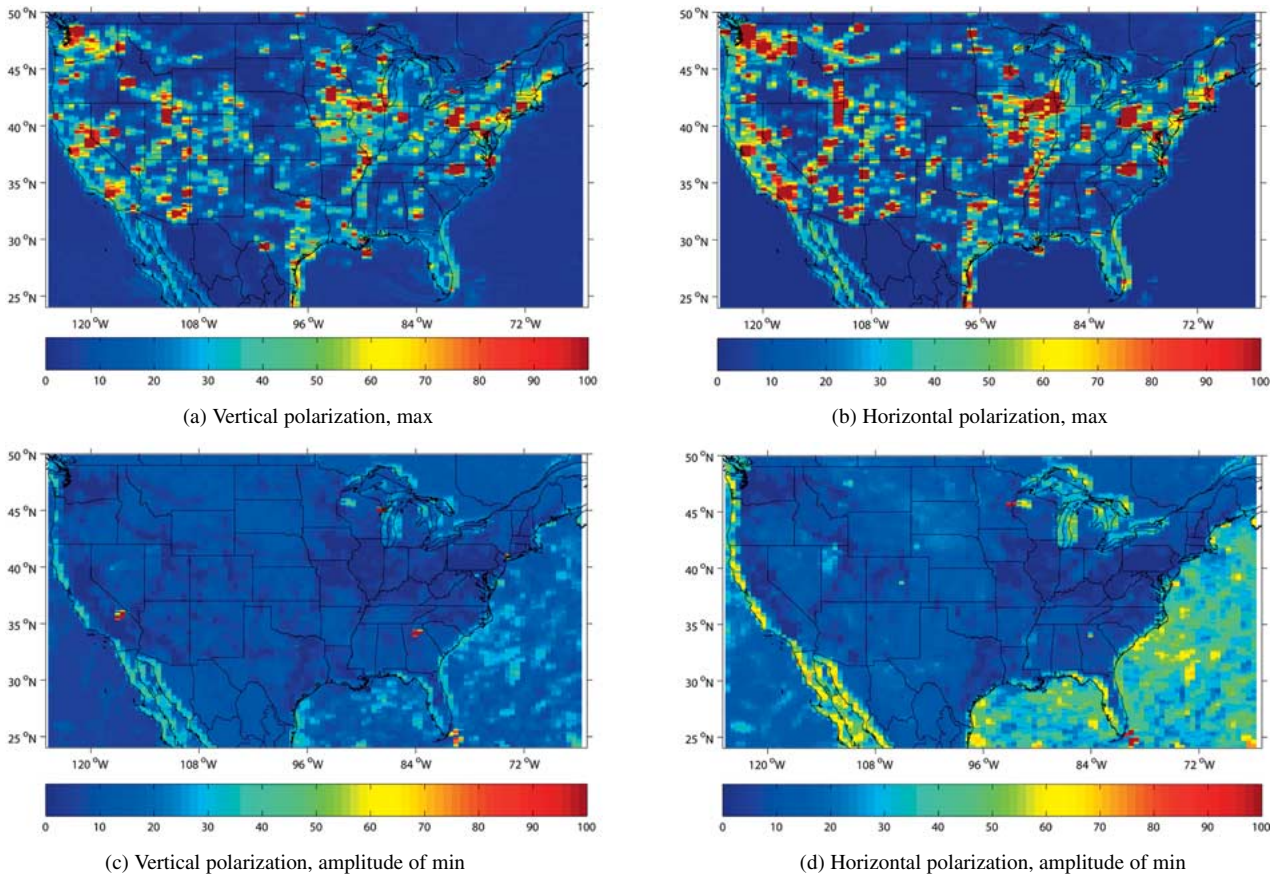 50 °N
45 °N
40 °N
35 °N
30 °N
25 °N
120 °W 108 °W 96 °W 84 °W 72 °W
0 10 20 30 40 50 60 70 80 90 100
(a) Vertical polarization, max
50 °N
45 °N
40 °N
35 °N
30 °N
25 °N
120 °W 108 °W 96 °W 84 °W 72 °W
0 10 20 30 40 50 60 70 80 90 100
(b) Horizontal polarization, max
50 °N
45 °N
40 °N
35 °N
30 °N
25 °N
120 °W 108 °W 96 °W 84 °W 72 °W
0 10 20 30 40 50 60 70 80 90 100
(c) Vertical polarization, amplitude of min
50 °N
45 °N
40 °N
35 °N
30 °N
25 °N
120 °W 108 °W 96 °W 84 °W 72 °W
0 10 20 30 40 50 60 70 80 90 100
(d) Horizontal polarization, amplitude of min